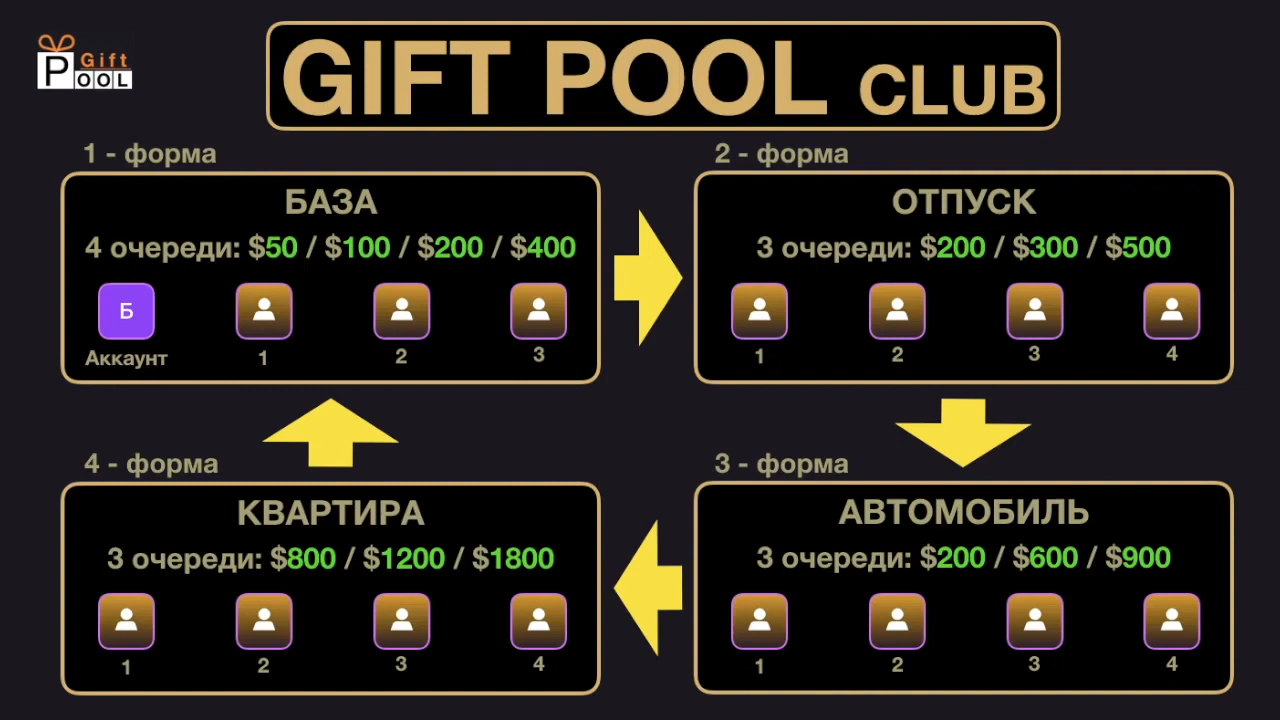 Gift
POOL
GIFT POOL CLUB
1 - форма
БАЗА
4 очереди: $50 / $100 / $200 / $400
Б
Аккаунт
1
2
3
2 - форма
ОТПУСК
3 очереди: $200 / $300 / $500
1
2
3
4
4 - форма
КВАРТИРА
3 очереди: $800 / $1200 / $1800
1
2
3
4
3 - форма
АВТОМОБИЛЬ
3 очереди: $200 / $600 / $900
1
2
3
4